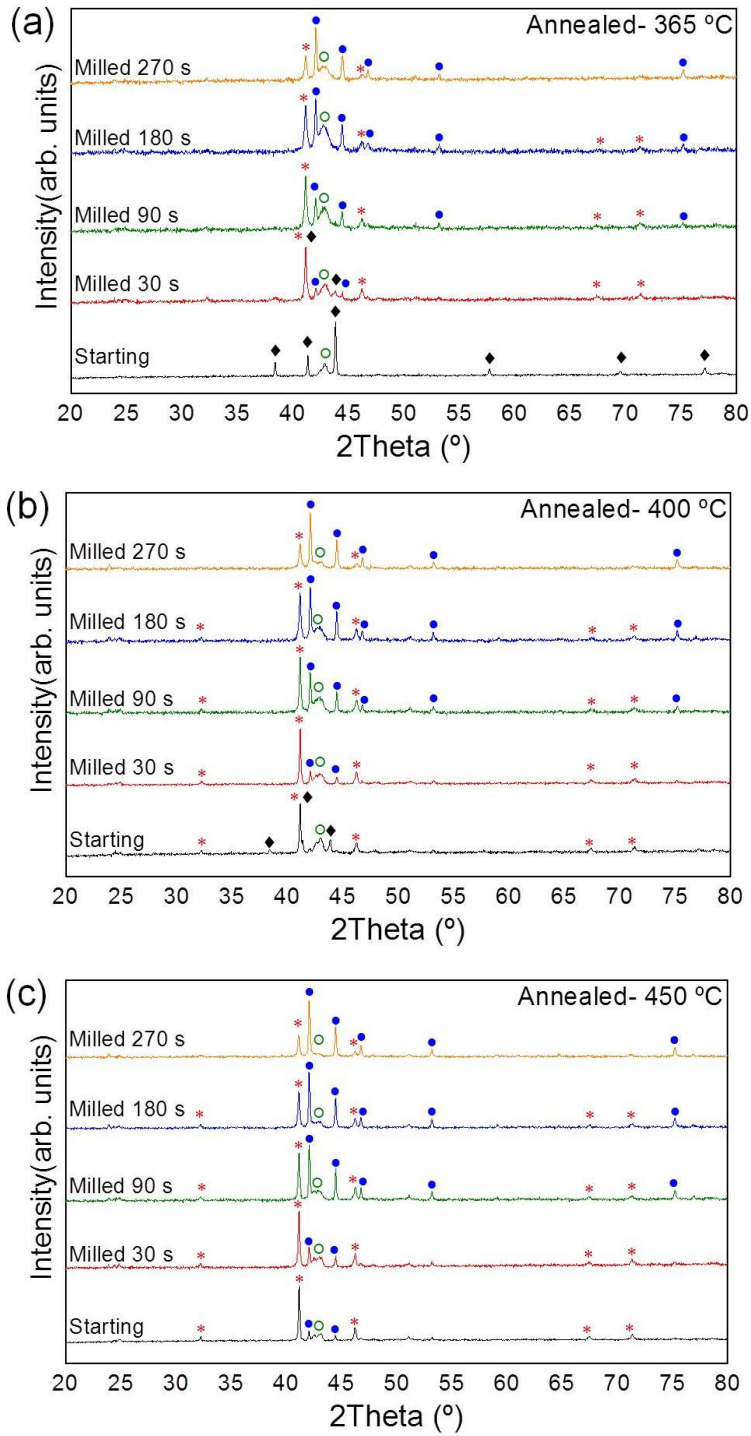 (a)
Annealed- 365 ºC
Milled 270 s
Milled 180 s
Milled 90 s
Milled 30 s
Starting
Intensity(arb. units)
20 25 30 35 40 45 50 55 60 65 70 75 80
2Theta (º)
(b)
Annealed- 400 ºC
Milled 270 s
Milled 180 s
Milled 90 s
Milled 30 s
Starting
Intensity(arb. units)
20 25 30 35 40 45 50 55 60 65 70 75 80
2Theta (º)
(c)
Annealed- 450 ºC
Milled 270 s
Milled 180 s
Milled 90 s
Milled 30 s
Starting
Intensity(arb. units)
20 25 30 35 40 45 50 55 60 65 70 75 80
2Theta (º)